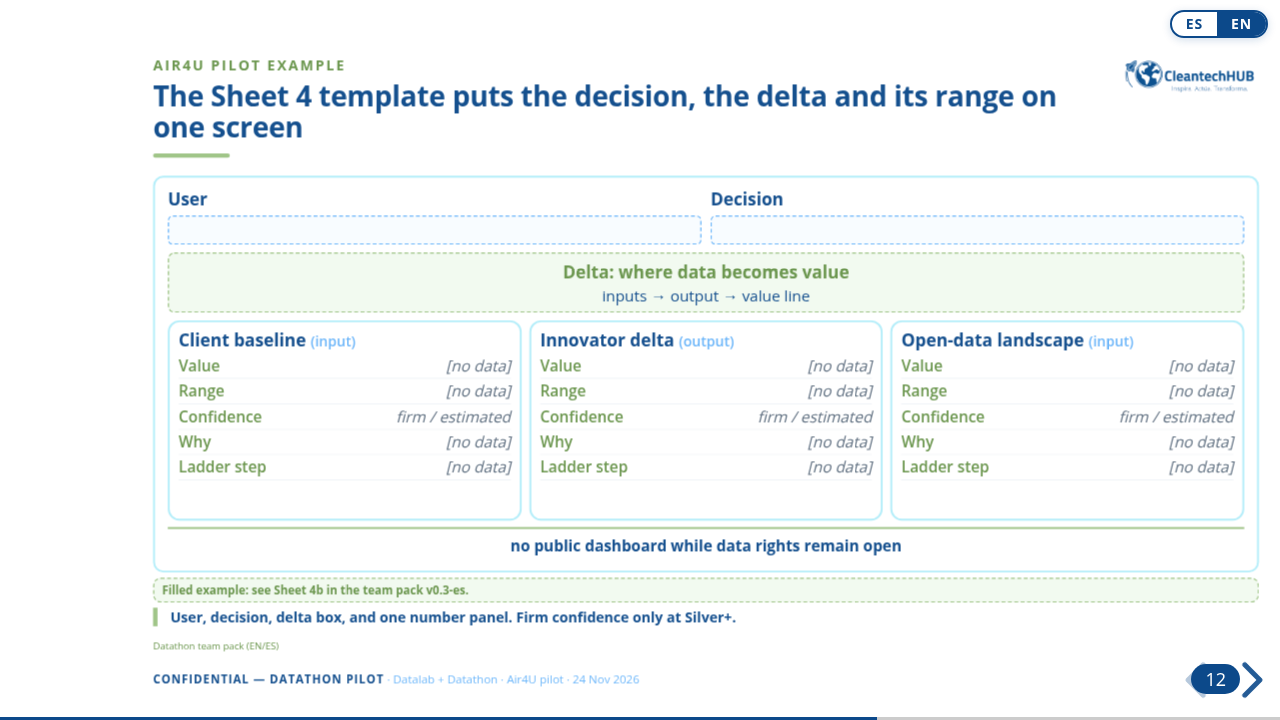 ES EN
AIR4U PILOT EXAMPLE
The Sheet 4 template puts the decision, the delta and its range on
one screen
CleantechHUB
Inspira. Actúa. Transforma.
User
Decision
Delta: where data becomes value
inputs → output → value line
Client baseline (input)
Value [no data]
Range [no data]
Confidence firm / estimated
Why [no data]
Ladder step [no data]
Innovator delta (output)
Value [no data]
Range [no data]
Confidence firm / estimated
Why [no data]
Ladder step [no data]
Open-data landscape (input)
Value [no data]
Range [no data]
Confidence firm / estimated
Why [no data]
Ladder step [no data]
no public dashboard while data rights remain open
Filled example: see Sheet 4b in the team pack v0.3-es.
User, decision, delta box, and one number panel. Firm confidence only at Silver+.
Datathon team pack (EN/ES)
CONFIDENTIAL — DATATHON PILOT · Datalab + Datathon · Air4U pilot · 24 Nov 2026
12